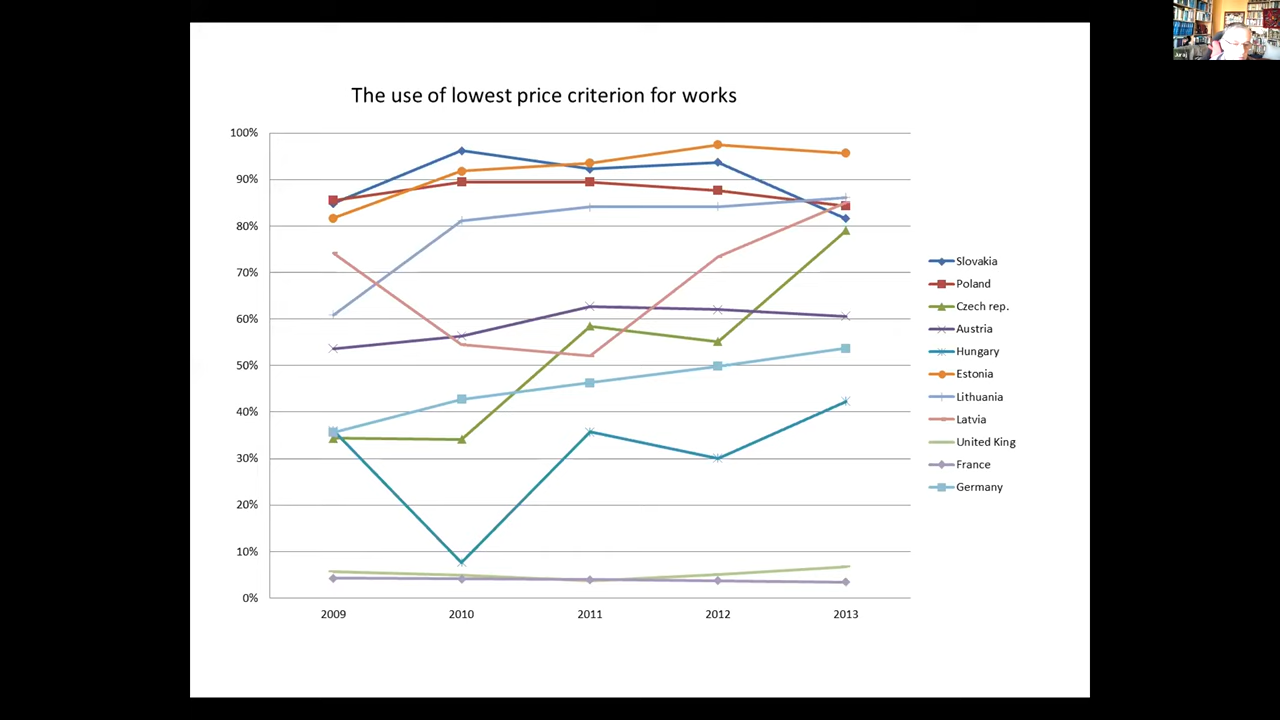 The use of lowest price criterion for works
100%
90%
80%
70%
60%
50%
40%
30%
20%
10%
0%
2009 2010 2011 2012 2013
Slovakia
Poland
Czech rep.
Austria
Hungary
Estonia
Lithuania
Latvia
United King
France
Germany
Juraj